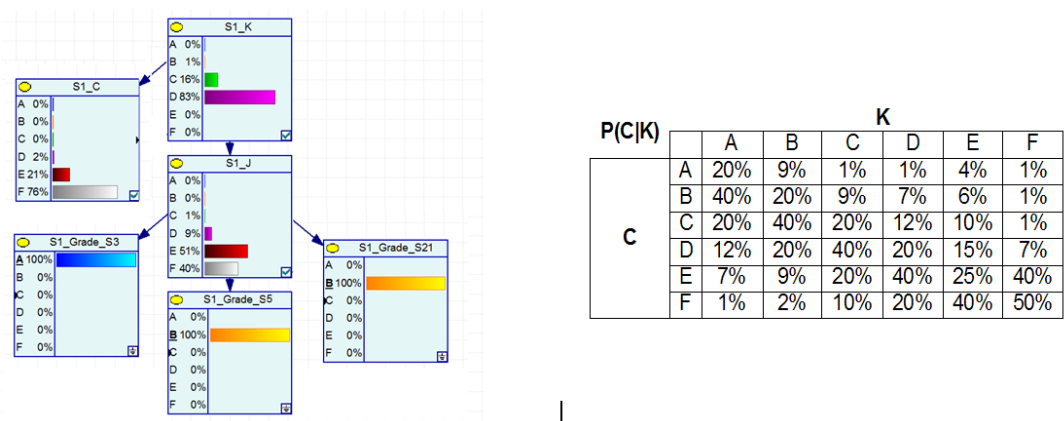 S1_K
A 0%
B 1%
C 16%
D 83%
E 0%
F 0%
S1_C
A 0%
B 0%
C 0%
D 2%
E 21%
F 76%
S1_J
A 0%
B 0%
C 1%
D 9%
E 51%
F 40%
S1_Grade_S3
A 100%
B 0%
C 0%
D 0%
E 0%
F 0%
S1_Grade_S5
A 0%
B 100%
C 0%
D 0%
E 0%
F 0%
S1_Grade_S21
A 0%
B 100%
C 0%
D 0%
E 0%
F 0%
P(C|K) K
A B C D E F
C
A 20% 9% 1% 1% 4% 1%
B 40% 20% 9% 7% 6% 1%
C 20% 40% 20% 12% 10% 1%
D 12% 20% 40% 20% 15% 7%
E 7% 9% 20% 40% 25% 40%
F 1% 2% 10% 20% 40% 50%